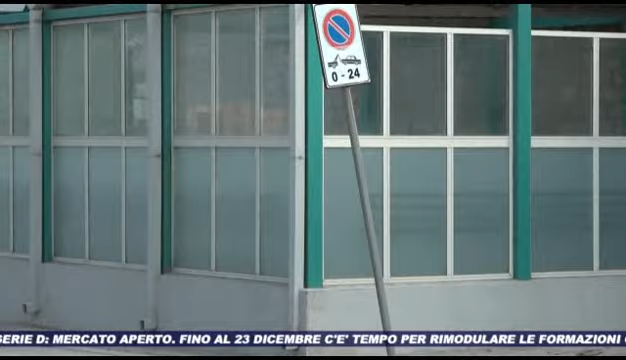 0 - 24
SERIE D: MERCATO APERTO. FINO AL 23 DICEMBRE C'E' TEMPO PER RIMODULARE LE FORMAZIONI